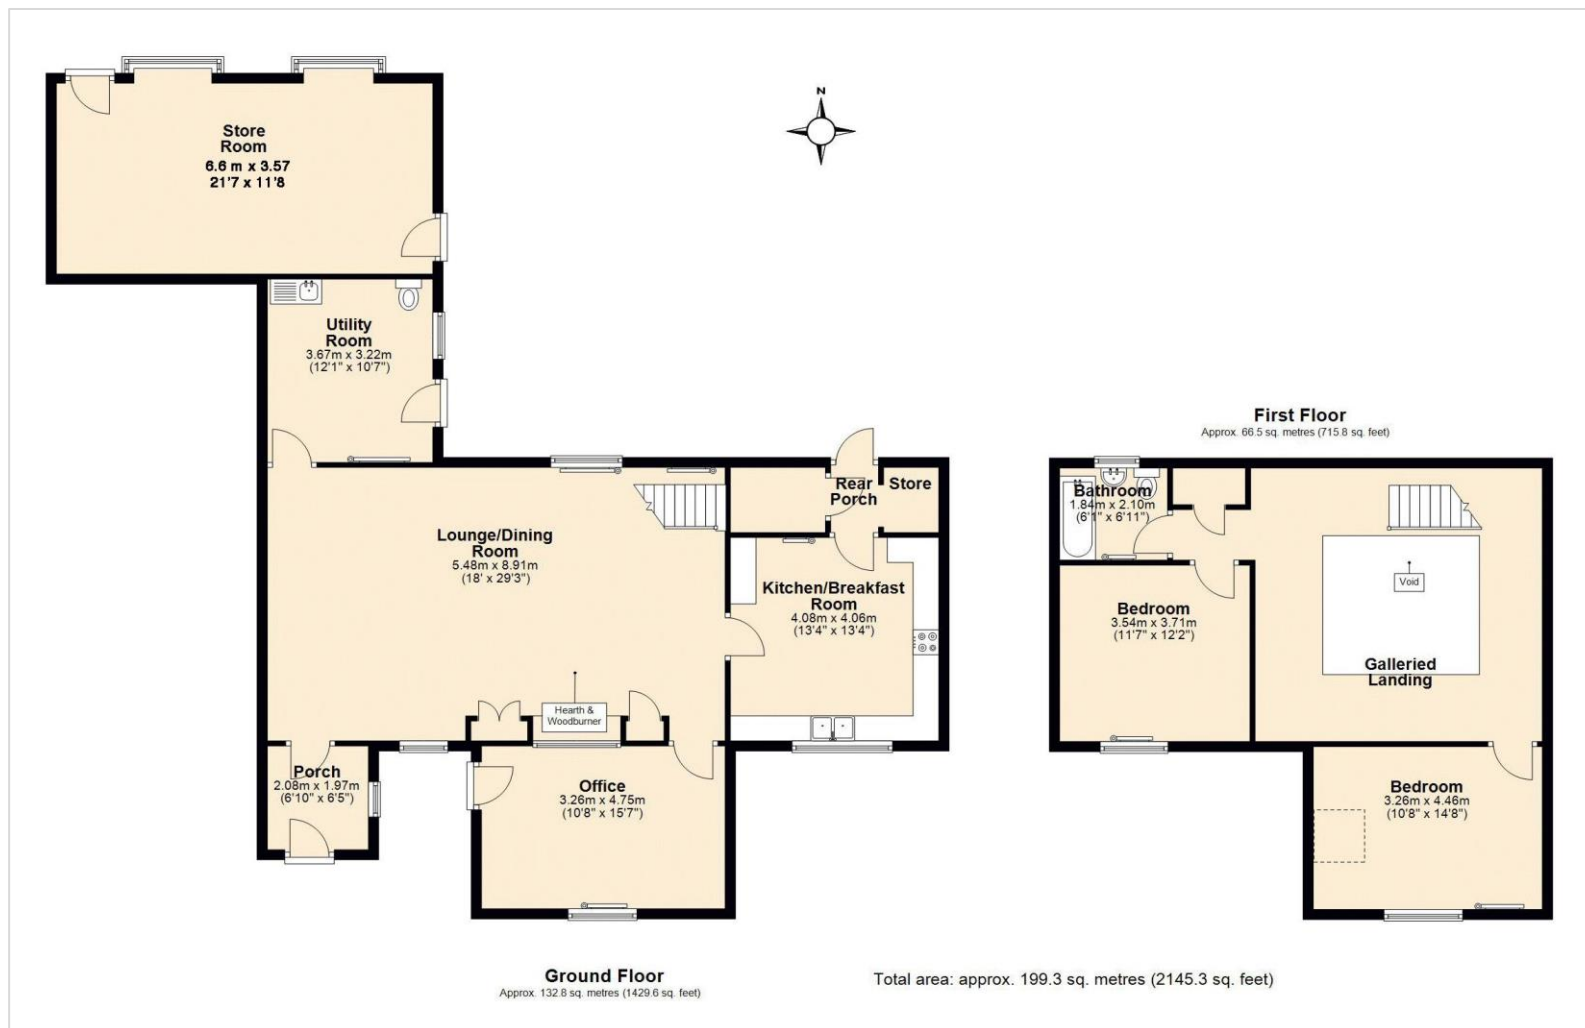 N
Store
Room
6.6 m x 3.57
21'7 x 11'8
Utility
Room
3.67m x 3.22m
(12'1" x 10'7")
Lounge/Dining
Room
5.48m x 8.91m
(18' x 29'3")
Rear
Porch
Store
Kitchen/Breakfast
Room
4.08m x 4.06m
(13'4" x 13'4")
Hearth &
Woodburner
Porch
2.08m x 1.97m
(6'10" x 6'5")
Office
3.26m x 4.75m
(10'8" x 15'7")
Ground Floor
Approx. 132.8 sq. metres (1429.6 sq. feet)
First Floor
Approx. 66.5 sq. metres (715.8 sq. feet)
Bathroom
1.84m x 2.10m
(6'1" x 6'11")
Void
Bedroom
3.54m x 3.71m
(11'7" x 12'2")
Galleried
Landing
Bedroom
3.26m x 4.46m
(10'8" x 14'8")
Total area: approx. 199.3 sq. metres (2145.3 sq. feet)